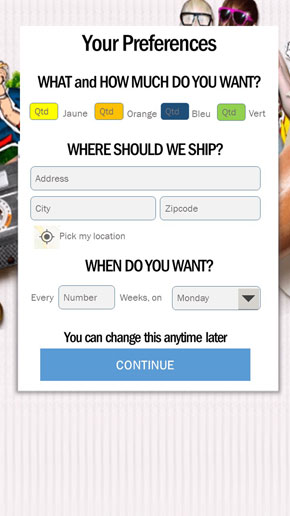 Your Preferences
WHAT and HOW MUCH DO YOU WANT?
Qtd Jaune Qtd Orange Qtd Bleu Qtd Vert
WHERE SHOULD WE SHIP?
Address
City Zipcode
Pick my location
WHEN DO YOU WANT?
Every Number Weeks, on Monday
You can change this anytime later
CONTINUE